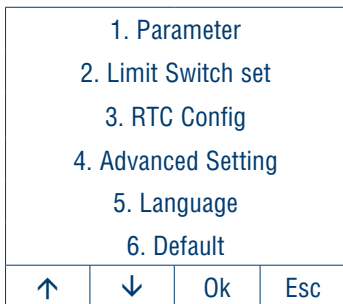 1. Parameter
2. Limit Switch set
3. RTC Config
4. Advanced Setting
5. Language
6. Default
↑ ↓ Ok Esc